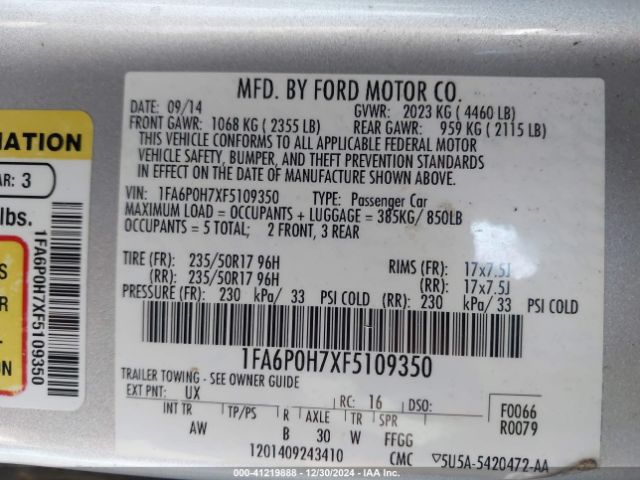 MFD. BY FORD MOTOR CO.
DATE: 09/14 GVWR: 2023 KG ( 4460 LB)
FRONT GAWR: 1068 KG ( 2355 LB) REAR GAWR: 959 KG ( 2115 LB)
THIS VEHICLE CONFORMS TO ALL APPLICABLE FEDERAL MOTOR
VEHICLE SAFETY, BUMPER, AND THEFT PREVENTION STANDARDS
IN EFFECT ON THE DATE OF MANUFACTURE SHOWN ABOVE.
VIN: 1FA6P0H7XF5109350 TYPE: Passenger Car
MAXIMUM LOAD = OCCUPANTS + LUGGAGE = 385KG/ 850LB
OCCUPANTS = 5 TOTAL; 2 FRONT, 3 REAR
TIRE (FR): 235/50R17 96H RIMS (FR): 17x7.5J
(RR): 235/50R17 96H (RR): 17x7.5J
PRESSURE (FR): 230 kPa/ 33 PSI COLD (RR): 230 kPa/ 33 PSI COLD
1FA6P0H7XF5109350
TRAILER TOWING - SEE OWNER GUIDE
EXT PNT: UX RC: 16 DSO: F0066
INT TR TP/PS R AXLE TR SPR R0079
AW B 30 W FFGG
1201409243410 CMC ▽5U5A-5420472-AA
MATION
AR: 3
lbs.
S
ER
R
1FA6P0H7XF5109350
000-41219888 - 12/30/2024 - IAAI.com